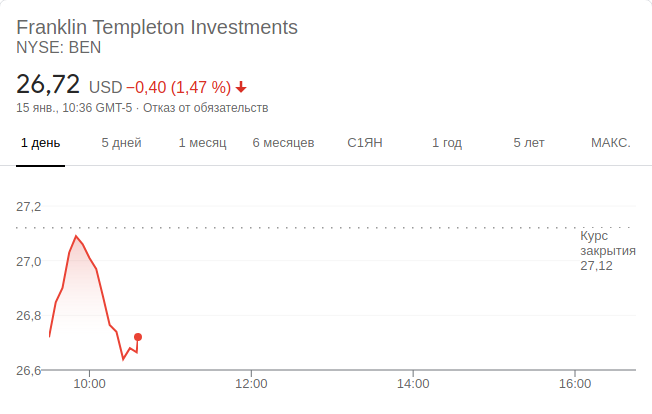 Franklin Templeton Investments
NYSE: BEN
26,72 USD −0,40 (1,47 %)
15 янв., 10:36 GMT-5 · Отказ от обязательств
1 день 5 дней 1 месяц 6 месяцев С1ЯН 1 год 5 лет МАКС.
27,2
Курс
закрытия
27,12
27,0
26,8
26,6
10:00 12:00 14:00 16:00